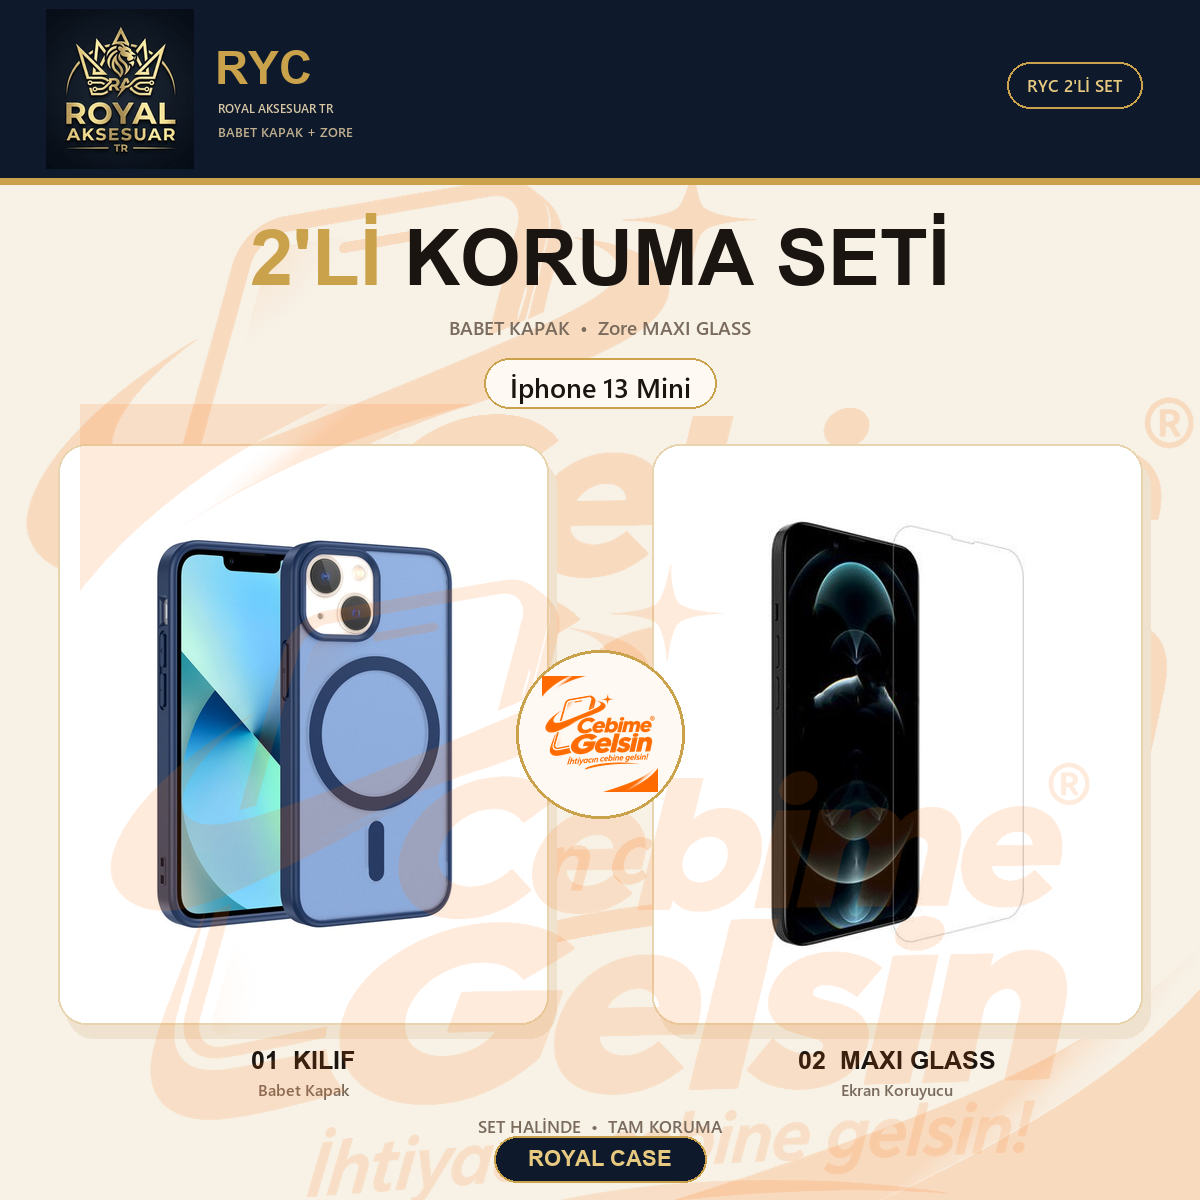 ROYAL
AKSESUAR
TR
RYC
ROYAL AKSESUAR TR
BABET KAPAK + ZORE
RYC 2'Lİ SET
2'Lİ KORUMA SETİ
BABET KAPAK • Zore MAXI GLASS
İphone 13 Mini
Cebime®
Gelsin
İhtiyacın cebine gelsin!
01 KILIF
Babet Kapak
02 MAXI GLASS
Ekran Koruyucu
SET HALİNDE • TAM KORUMA
ROYAL CASE
Cebime®
Gelsin